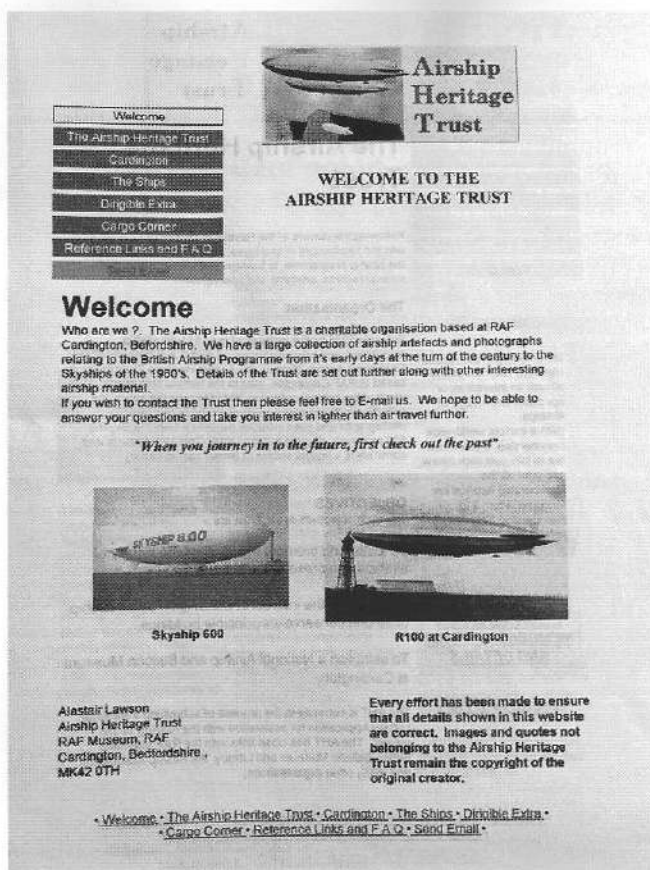 Airship
Heritage
Trust
Welcome
The Airship Heritage Trust
Cardington
The Ships
Dirigible Extra
Cargo Corner
Reference Links and F A Q
Send Email
WELCOME TO THE
AIRSHIP HERITAGE TRUST
Welcome
Who are we ?. The Airship Heritage Trust is a charitable organisation based at RAF
Cardington, Befordshire. We have a large collection of airship artefacts and photographs
relating to the British Airship Programme from it's early days at the turn of the century to the
Skyships of the 1980's. Details of the Trust are set out further along with other interesting
airship material.
If you wish to contact the Trust then please feel free to E-mail us. We hope to be able to
answer your questions and take you interest in lighter than air travel further.
"When you journey in to the future, first check out the past"
SKYSHIP 600
Skyship 600
R100 at Cardington
Alastair Lawson
Airship Heritage Trust
RAF Museum, RAF
Cardington, Bedfordshire,
MK42 0TH
Every effort has been made to ensure
that all details shown in this website
are correct. Images and quotes not
belonging to the Airship Heritage
Trust remain the copyright of the
original creator.
• Welcome • The Airship Heritage Trust • Cardington • The Ships • Dirigible Extra •
• Cargo Corner • Reference Links and F A Q • Send Email •